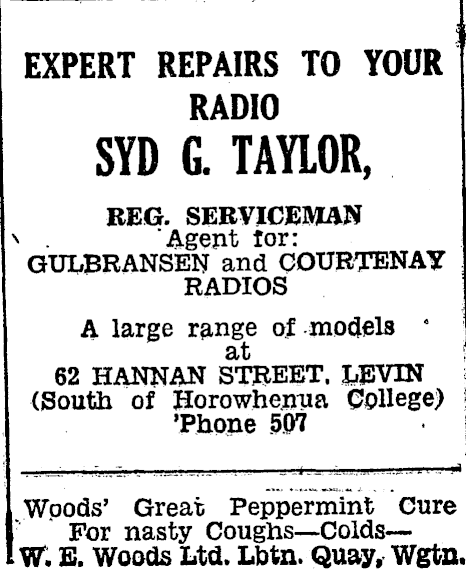 EXPERT REPAIRS TO YOUR
RADIO
SYD G. TAYLOR,
REG. SERVICEMAN
Agent for:
GULBRANSEN and COURTENAY
RADIOS
A large range of models
at
62 HANNAN STREET, LEVIN
(South of Horowhenua College)
'Phone 507
Woods' Great Peppermint Cure
For nasty Coughs—Colds—
W. E. Woods Ltd. Lbtn. Quay, Wgtn.